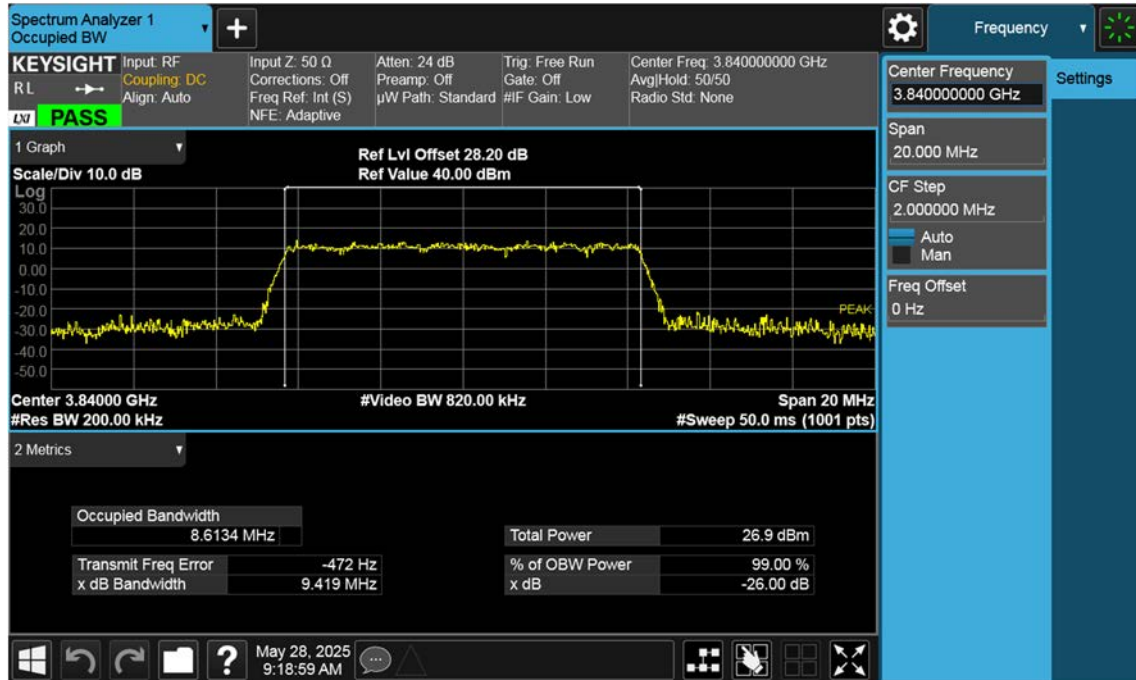 Spectrum Analyzer 1
Occupied BW
+
Frequency
KEYSIGHT
R L
LXI PASS
Input: RF
Coupling: DC
Align: Auto
Input Z: 50 Ω
Corrections: Off
Freq Ref: Int (S)
NFE: Adaptive
Atten: 24 dB
Preamp: Off
µW Path: Standard
Trig: Free Run
Gate: Off
#IF Gain: Low
Center Freq: 3.840000000 GHz
Avg|Hold: 50/50
Radio Std: None
Center Frequency
3.840000000 GHz
Settings
Span
20.000 MHz
CF Step
2.000000 MHz
Auto
Man
Freq Offset
0 Hz
1 Graph
Scale/Div 10.0 dB
Ref Lvl Offset 28.20 dB
Ref Value 40.00 dBm
Log
30.0
20.0
10.0
0.00
-10.0
-20.0
-30.0
-40.0
-50.0
PEAK
Center 3.84000 GHz
#Video BW 820.00 kHz
Span 20 MHz
#Res BW 200.00 kHz
#Sweep 50.0 ms (1001 pts)
2 Metrics
Occupied Bandwidth
8.6134 MHz
Total Power 26.9 dBm
Transmit Freq Error -472 Hz
% of OBW Power 99.00 %
x dB Bandwidth 9.419 MHz
x dB -26.00 dB
?
May 28, 2025
9:18:59 AM